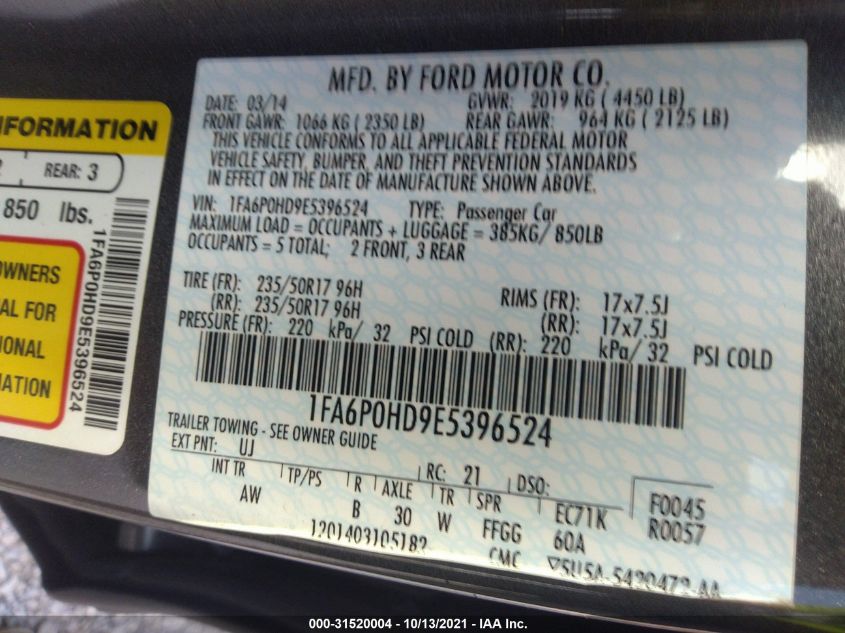 MFD. BY FORD MOTOR CO.
DATE: 03/14 GVWR: 2019 KG ( 4450 LB)
FRONT GAWR: 1066 KG ( 2350 LB) REAR GAWR: 964 KG ( 2125 LB)
THIS VEHICLE CONFORMS TO ALL APPLICABLE FEDERAL MOTOR
VEHICLE SAFETY, BUMPER, AND THEFT PREVENTION STANDARDS
IN EFFECT ON THE DATE OF MANUFACTURE SHOWN ABOVE.
VIN: 1FA6P0HD9E5396524 TYPE: Passenger Car
MAXIMUM LOAD = OCCUPANTS + LUGGAGE = 385KG/ 850LB
OCCUPANTS = 5 TOTAL; 2 FRONT, 3 REAR
TIRE (FR): 235/50R17 96H RIMS (FR): 17x7.5J
(RR): 235/50R17 96H (RR): 17x7.5J
PRESSURE (FR): 220 kPa/ 32 PSI COLD (RR): 220 kPa/ 32 PSI COLD
1FA6P0HD9E5396524
TRAILER TOWING - SEE OWNER GUIDE
EXT PNT: UJ RC: 21 DSO:
INT TR TP/PS R AXLE TR SPR EC71K F0045
AW B 30 W FFGG 60A R0057
1201403105182 CMC 5U5A-5420472-AA
INFORMATION
REAR: 3
850 lbs.
OWNERS
AL FOR
IONAL
MATION
1FA6P0HD9E5396524
000-31520004 - 10/13/2021 - IAA Inc.